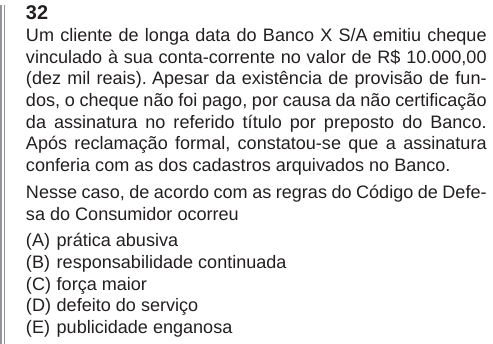 32
Um cliente de longa data do Banco X S/A emitiu cheque
vinculado à sua conta-corrente no valor de R$ 10.000,00
(dez mil reais). Apesar da existência de provisão de fun-
dos, o cheque não foi pago, por causa da não certificação
da assinatura no referido título por preposto do Banco.
Após reclamação formal, constatou-se que a assinatura
conferia com as dos cadastros arquivados no Banco.
Nesse caso, de acordo com as regras do Código de Defe-
sa do Consumidor ocorreu
(A) prática abusiva
(B) responsabilidade continuada
(C) força maior
(D) defeito do serviço
(E) publicidade enganosa